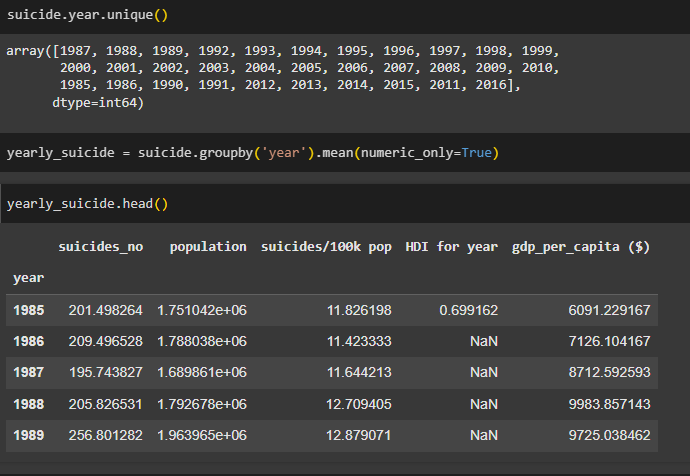 suicide.year.unique()
array([1987, 1988, 1989, 1992, 1993, 1994, 1995, 1996, 1997, 1998, 1999,
2000, 2001, 2002, 2003, 2004, 2005, 2006, 2007, 2008, 2009, 2010,
1985, 1986, 1990, 1991, 2012, 2013, 2014, 2015, 2011, 2016],
dtype=int64)
yearly_suicide = suicide.groupby('year').mean(numeric_only=True)
yearly_suicide.head()
suicides_no population suicides/100k pop HDI for year gdp_per_capita ($)
year
1985 201.498264 1.751042e+06 11.826198 0.699162 6091.229167
1986 209.496528 1.788038e+06 11.423333 NaN 7126.104167
1987 195.743827 1.689861e+06 11.644213 NaN 8712.592593
1988 205.826531 1.792678e+06 12.709405 NaN 9983.857143
1989 256.801282 1.963965e+06 12.879071 NaN 9725.038462